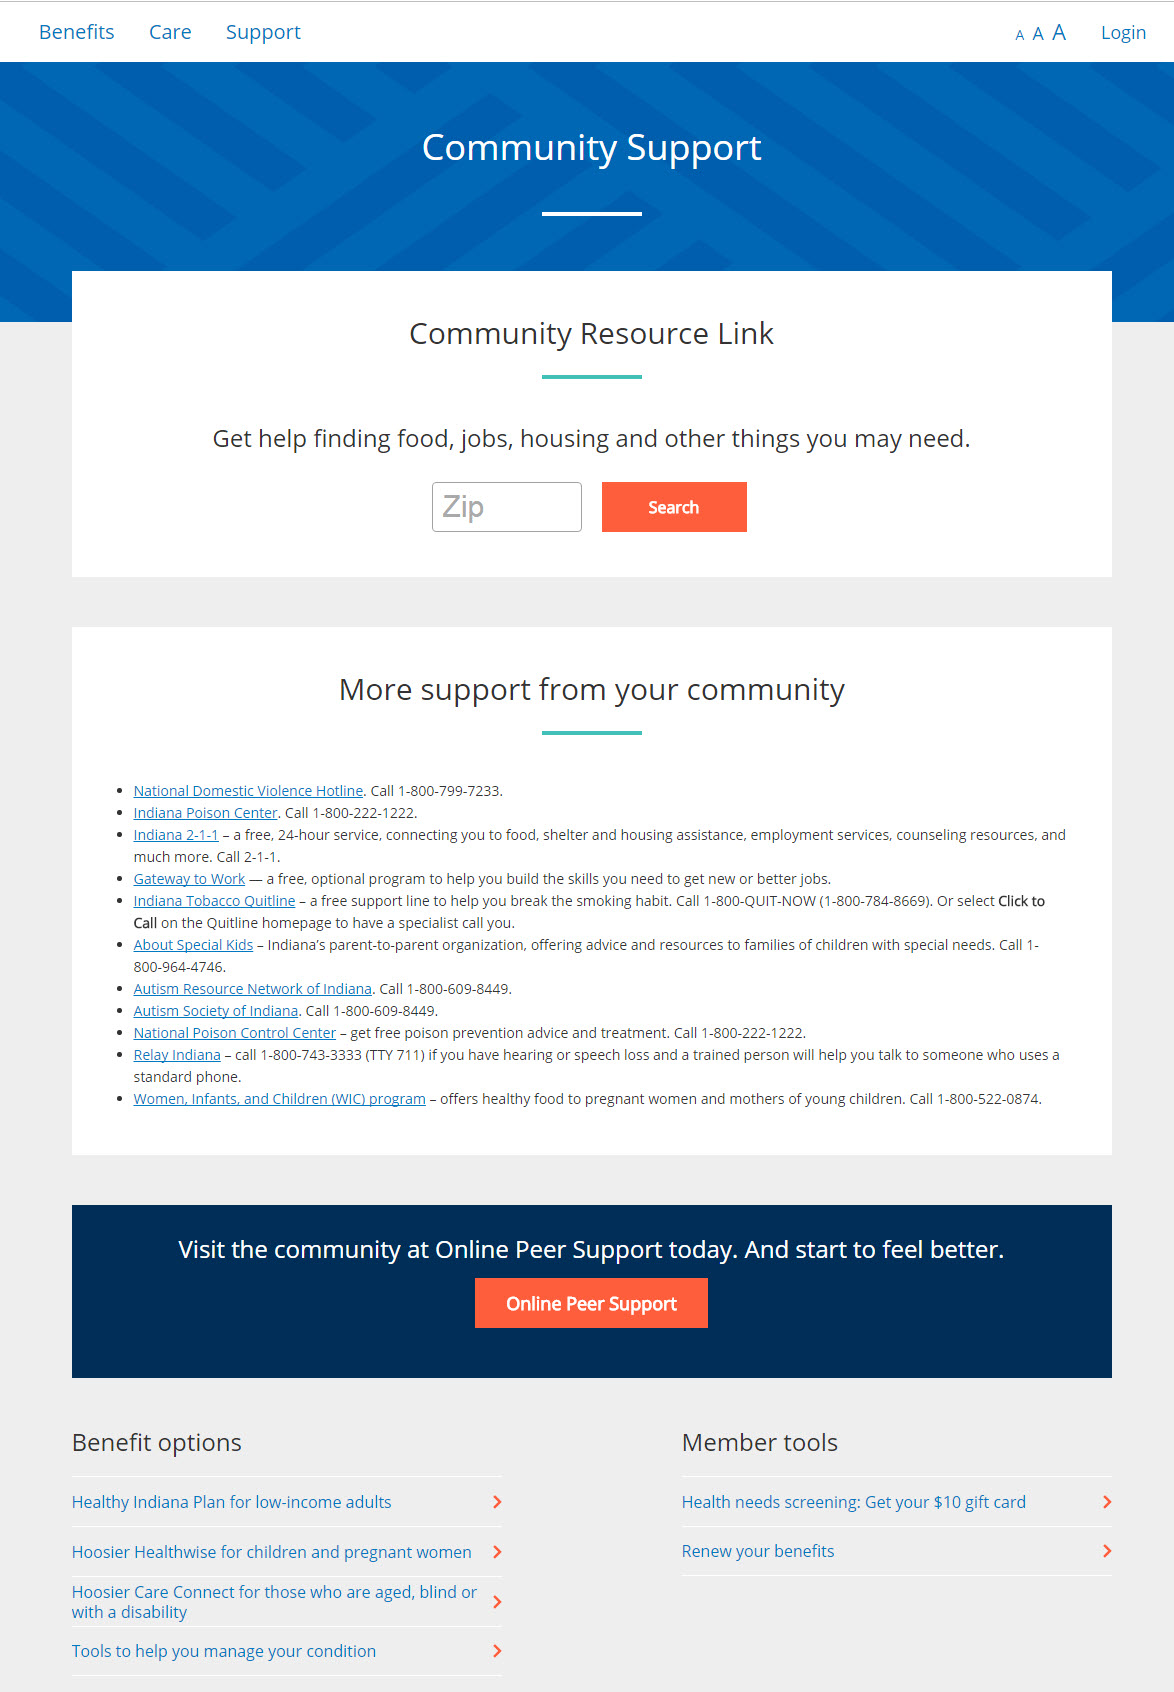 Benefits Care Support A A A Login
Community Support
Community Resource Link
Get help finding food, jobs, housing and other things you may need.
Zip Search
More support from your community
• National Domestic Violence Hotline. Call 1-800-799-7233.
• Indiana Poison Center. Call 1-800-222-1222.
• Indiana 2-1-1 – a free, 24-hour service, connecting you to food, shelter and housing assistance, employment services, counseling resources, and
much more. Call 2-1-1.
• Gateway to Work — a free, optional program to help you build the skills you need to get new or better jobs.
• Indiana Tobacco Quitline – a free support line to help you break the smoking habit. Call 1-800-QUIT-NOW (1-800-784-8669). Or select Click to
Call on the Quitline homepage to have a specialist call you.
• About Special Kids – Indiana’s parent-to-parent organization, offering advice and resources to families of children with special needs. Call 1-
800-964-4746.
• Autism Resource Network of Indiana. Call 1-800-609-8449.
• Autism Society of Indiana. Call 1-800-609-8449.
• National Poison Control Center – get free poison prevention advice and treatment. Call 1-800-222-1222.
• Relay Indiana – call 1-800-743-3333 (TTY 711) if you have hearing or speech loss and a trained person will help you talk to someone who uses a
standard phone.
• Women, Infants, and Children (WIC) program – offers healthy food to pregnant women and mothers of young children. Call 1-800-522-0874.
Visit the community at Online Peer Support today. And start to feel better.
Online Peer Support
Benefit options
Healthy Indiana Plan for low-income adults
Hoosier Healthwise for children and pregnant women
Hoosier Care Connect for those who are aged, blind or
with a disability
Tools to help you manage your condition
Member tools
Health needs screening: Get your $10 gift card
Renew your benefits